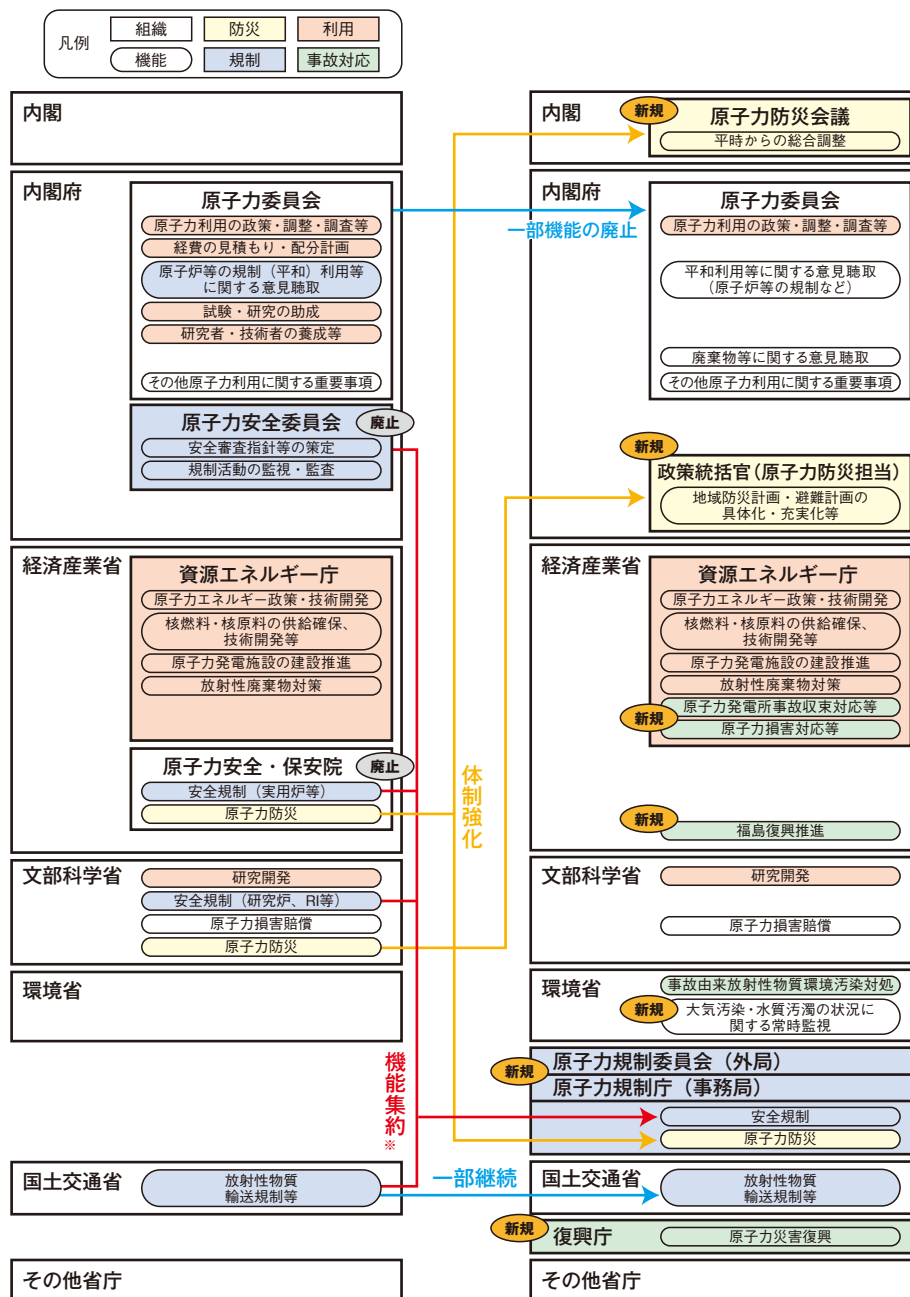 凡例
組織
防災
利用
機能
規制
事故対応
内閣
内閣府
原子力委員会
原子力利用の政策・調整・調査等
経費の見積もり・配分計画
原子炉等の規制（平和）利用等
に関する意見聴取
試験・研究の助成
研究者・技術者の養成等
その他原子力利用に関する重要事項
原子力安全委員会
廃止
安全審査指針等の策定
規制活動の監視・監査
経済産業省
資源エネルギー庁
原子力エネルギー政策・技術開発
核燃料・核原料の供給確保、
技術開発等
原子力発電施設の建設推進
放射性廃棄物対策
原子力安全・保安院
廃止
安全規制（実用炉等）
原子力防災
文部科学省
研究開発
安全規制（研究炉、RI等）
原子力損害賠償
原子力防災
環境省
国土交通省
放射性物質
輸送規制等
その他省庁
一部機能の廃止
体制強化
機能集約※
一部継続
内閣
新規
原子力防災会議
平時からの総合調整
内閣府
原子力委員会
原子力利用の政策・調整・調査等
平和利用等に関する意見聴取
（原子炉等の規制など）
廃棄物等に関する意見聴取
その他原子力利用に関する重要事項
新規
政策統括官（原子力防災担当）
地域防災計画・避難計画の
具体化・充実化等
経済産業省
資源エネルギー庁
原子力エネルギー政策・技術開発
核燃料・核原料の供給確保、
技術開発等
原子力発電施設の建設推進
放射性廃棄物対策
原子力発電所事故収束対応等
新規
原子力損害対応等
新規
福島復興推進
文部科学省
研究開発
原子力損害賠償
環境省
事故由来放射性物質環境汚染対処
新規
大気汚染・水質汚濁の状況に
関する常時監視
新規
原子力規制委員会（外局）
原子力規制庁（事務局）
安全規制
原子力防災
国土交通省
放射性物質
輸送規制等
新規
復興庁
原子力災害復興
その他省庁